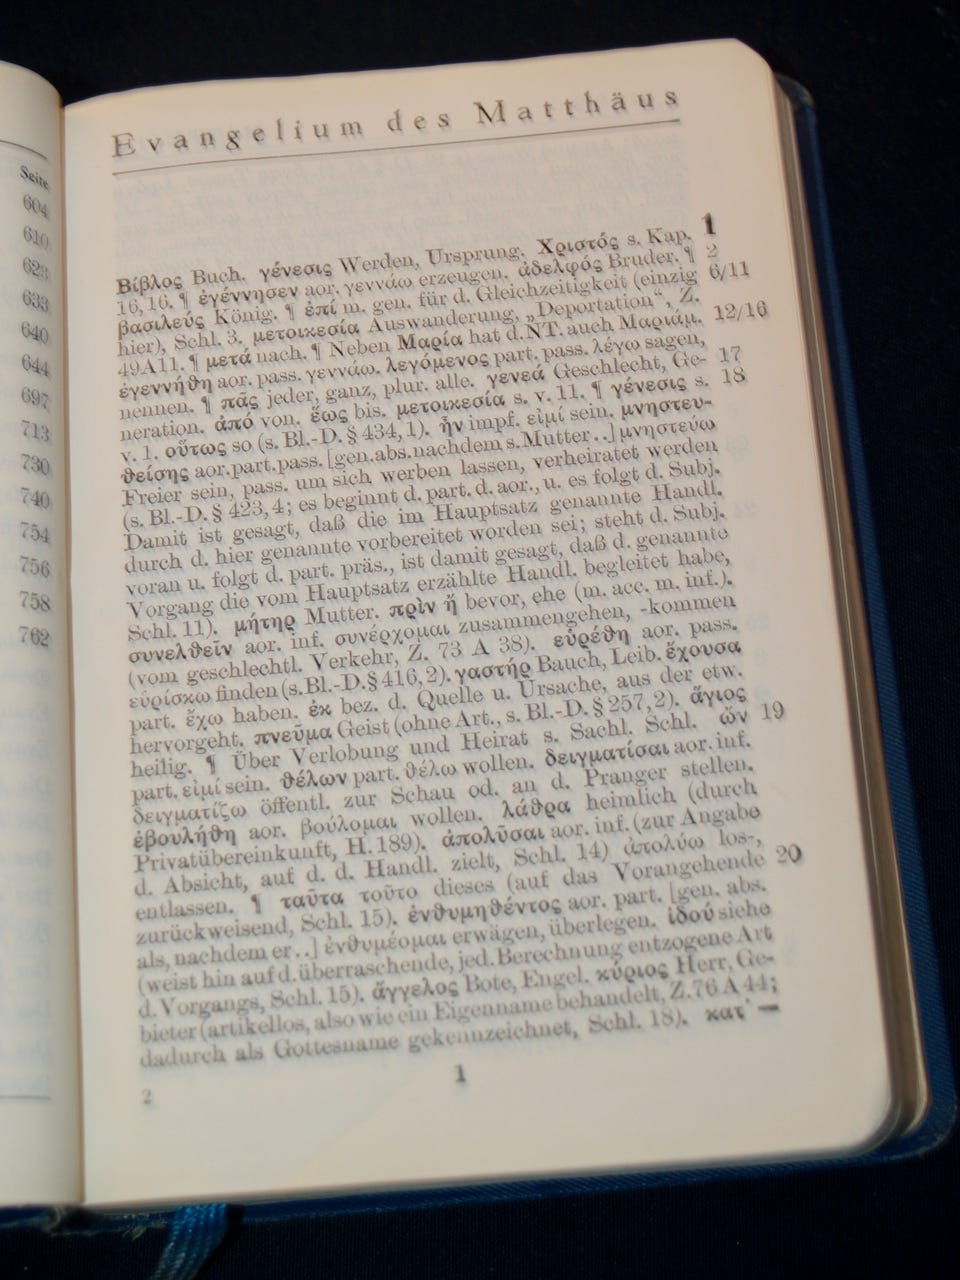 Seite
604
610
623
633
640
644
697
713
730
740
754
756
758
762
Evangelium des Matthäus
Βίβλος Buch. γένεσις Werden, Ursprung. Χριστός s. Kap. 1
16,16. ¶ ἐγέννησεν aor. γεννάω erzeugen. ἀδελφός Bruder. ¶ 2
βασιλεύς König. ¶ ἐπί m. gen. für d. Gleichzeitigkeit (einzig 6/11
hier), Schl. 3. μετοικεσία Auswanderung, „Deportation“, Z.
49A11. ¶ μετά nach. ¶ Neben Μαρία hat d. NT. auch Μαριάμ. 12/16
ἐγεννήθη aor. pass. γεννάω. λεγόμενος part. pass. λέγω sagen,
nennen. ¶ πᾶς jeder, ganz, plur. alle. γενεά Geschlecht, Ge- 17
neration. ἀπό von. ἕως bis. μετοικεσία s. v. 11. ¶ γένεσις s. 18
v. 1. οὕτως so (s. Bl.-D. § 434, 1). ἦν impf. εἰμί sein. μνηστευ-
θείσης aor. part. pass. [gen. abs. nachdem s. Mutter . .] μνηστεύω
Freier sein, pass. um sich werben lassen, verheiratet werden
(s. Bl.-D. § 423, 4; es beginnt d. part. d. aor., u. es folgt d. Subj.
Damit ist gesagt, daß die im Hauptsatz genannte Handl.
durch d. hier genannte vorbereitet worden sei; steht d. Subj.
voran u. folgt d. part. präs., ist damit gesagt, daß d. genannte
Vorgang die vom Hauptsatz erzählte Handl. begleitet habe,
Schl. 11). μήτηρ Mutter. πρὶν ἤ bevor, ehe (m. acc. m. inf.).
συνελθεῖν aor. inf. συνέρχομαι zusammengehen, -kommen
(vom geschlechtl. Verkehr, Z. 73 A 38). εὑρέθη aor. pass.
εὑρίσκω finden (s. Bl.-D. § 416, 2). γαστήρ Bauch, Leib. ἔχουσα
part. ἔχω haben. ἐκ bez. d. Quelle u. Ursache, aus der etw.
hervorgeht. πνεῦμα Geist (ohne Art., s. Bl.-D. § 257, 2). ἅγιος
heilig. ¶ Über Verlobung und Heirat s. Sachl. Schl. ὤν 19
part. εἰμί sein. θέλων part. θέλω wollen. δειγματίσαι aor. inf.
δειγματίζω öffentl. zur Schau od. an d. Pranger stellen.
ἐβουλήθη aor. βούλομαι wollen. λάθρα heimlich (durch
Privatübereinkunft, H. 189). ἀπολῦσαι aor. inf. (zur Angabe
d. Absicht, auf d. d. Handl. zielt, Schl. 14) ἀπολύω los-,
entlassen. ¶ ταῦτα τοῦτο dieses (auf das Vorangehende 20
zurückweisend, Schl. 15). ἐνθυμηθέντος aor. part. [gen. abs.
als, nachdem er . .] ἐνθυμέομαι erwägen, überlegen. ἰδού siehe
(weist hin auf d. überraschende, jed. Berechnung entzogene Art
d. Vorgangs, Schl. 15). ἄγγελος Bote, Engel. κύριος Herr, Ge-
bieter (artikellos, also wie ein Eigenname behandelt, Z. 76 A 44;
dadurch als Gottesname gekennzeichnet, Schl. 18). κατ᾽ —
2 1